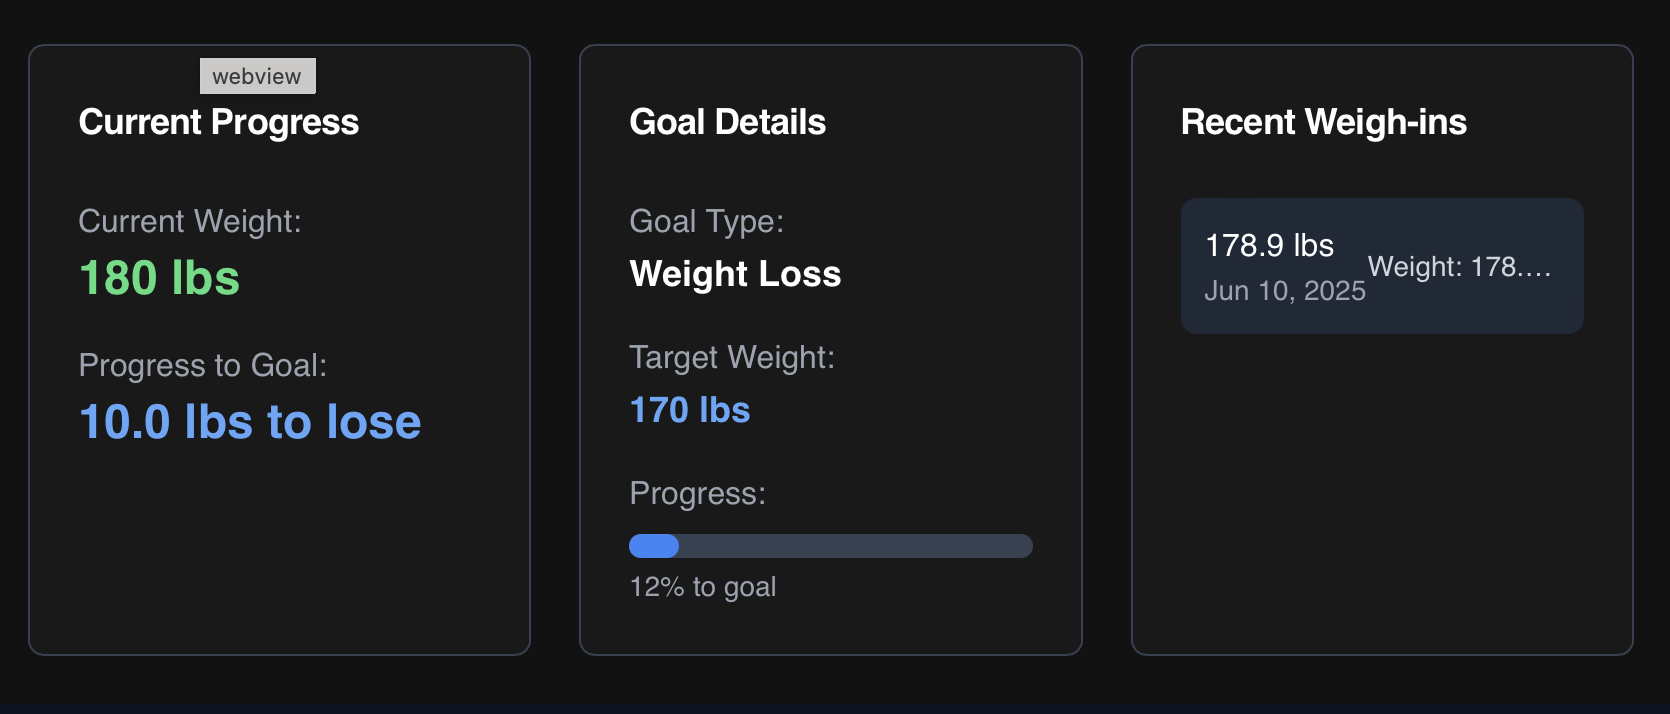 webview
Current Progress
Current Weight:
180 lbs
Progress to Goal:
10.0 lbs to lose
Goal Details
Goal Type:
Weight Loss
Target Weight:
170 lbs
Progress:
12% to goal
Recent Weigh-ins
178.9 lbs
Jun 10, 2025
Weight: 178....